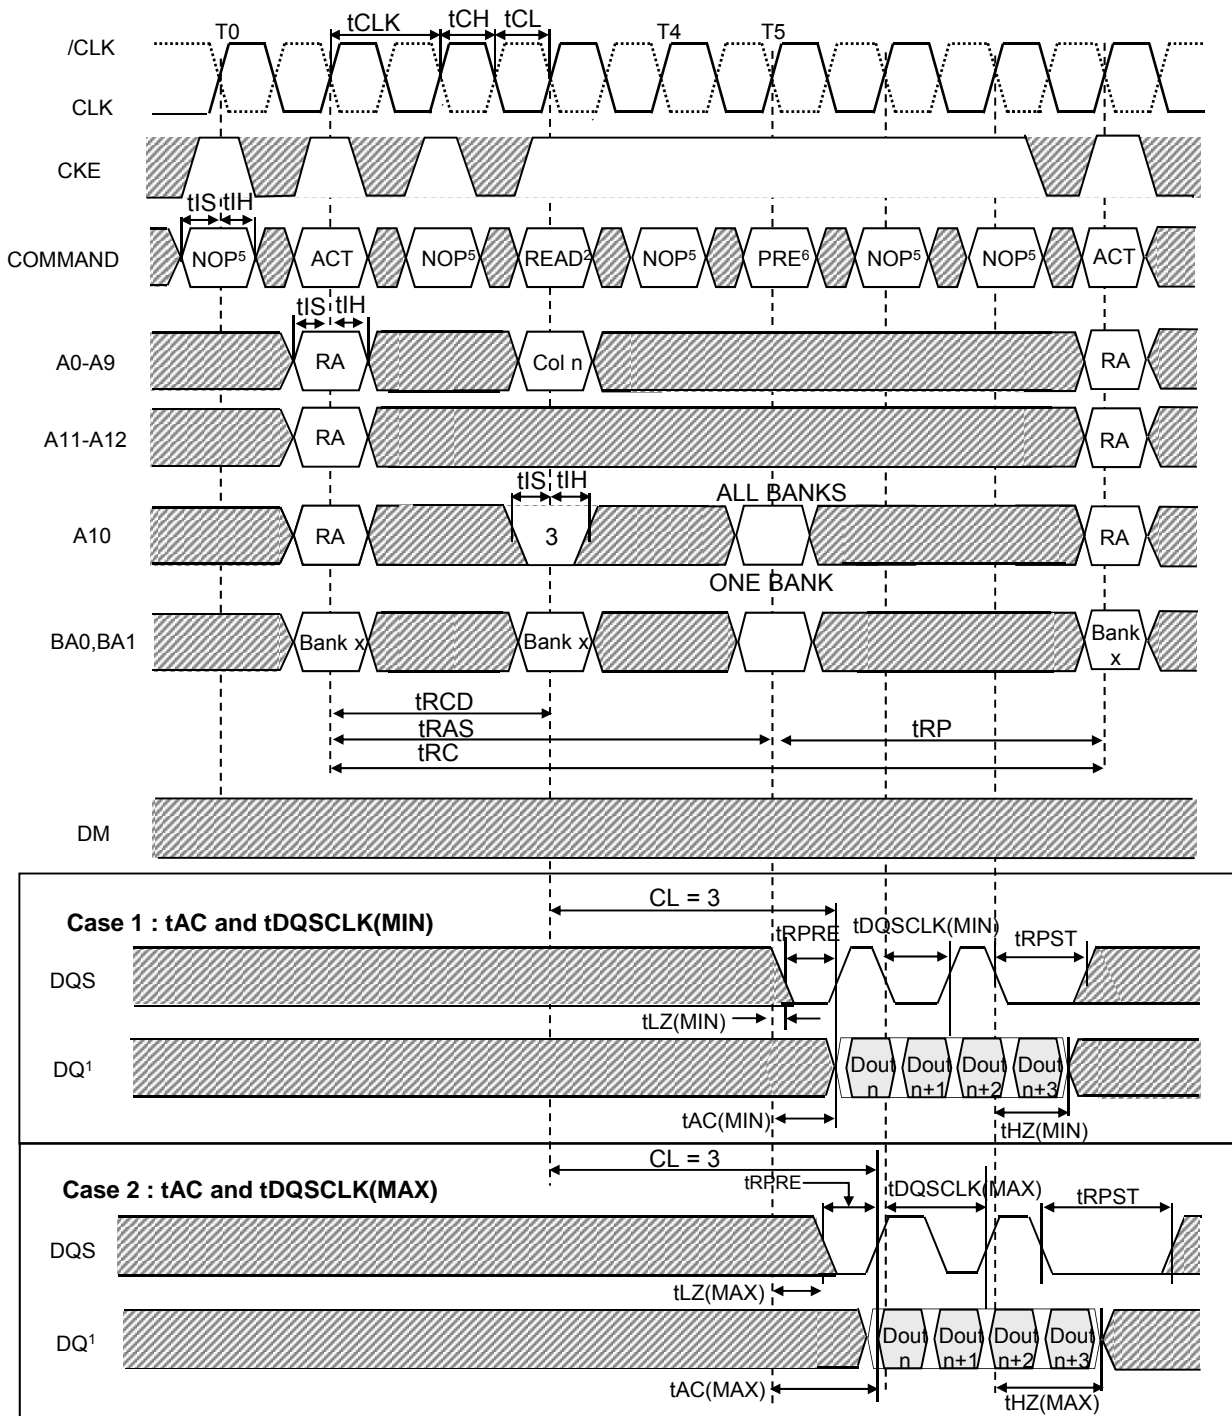 tCLK tCH tCL
/CLK T0 T4 T5
CLK
CKE
tIS tIH
COMMAND NOP5 ACT NOP5 READ2 NOP5 PRE6 NOP5 NOP5 ACT
tIS tIH
A0-A9 RA Col n RA
A11-A12 RA RA
tIS tIH ALL BANKS
A10 RA 3 RA
ONE BANK
BA0,BA1 Bank x Bank x Bank x
tRCD
tRAS tRP
tRC
DM
CL = 3
Case 1 : tAC and tDQSCLK(MIN) tRPRE tDQSCLK(MIN) tRPST
DQS
tLZ(MIN)
DQ1 Dout n Dout n+1 Dout n+2 Dout n+3
tAC(MIN) tHZ(MIN)
CL = 3
Case 2 : tAC and tDQSCLK(MAX) tRPRE tDQSCLK(MAX) tRPST
DQS
tLZ(MAX)
DQ1 Dout n Dout n+1 Dout n+2 Dout n+3
tAC(MAX) tHZ(MAX)